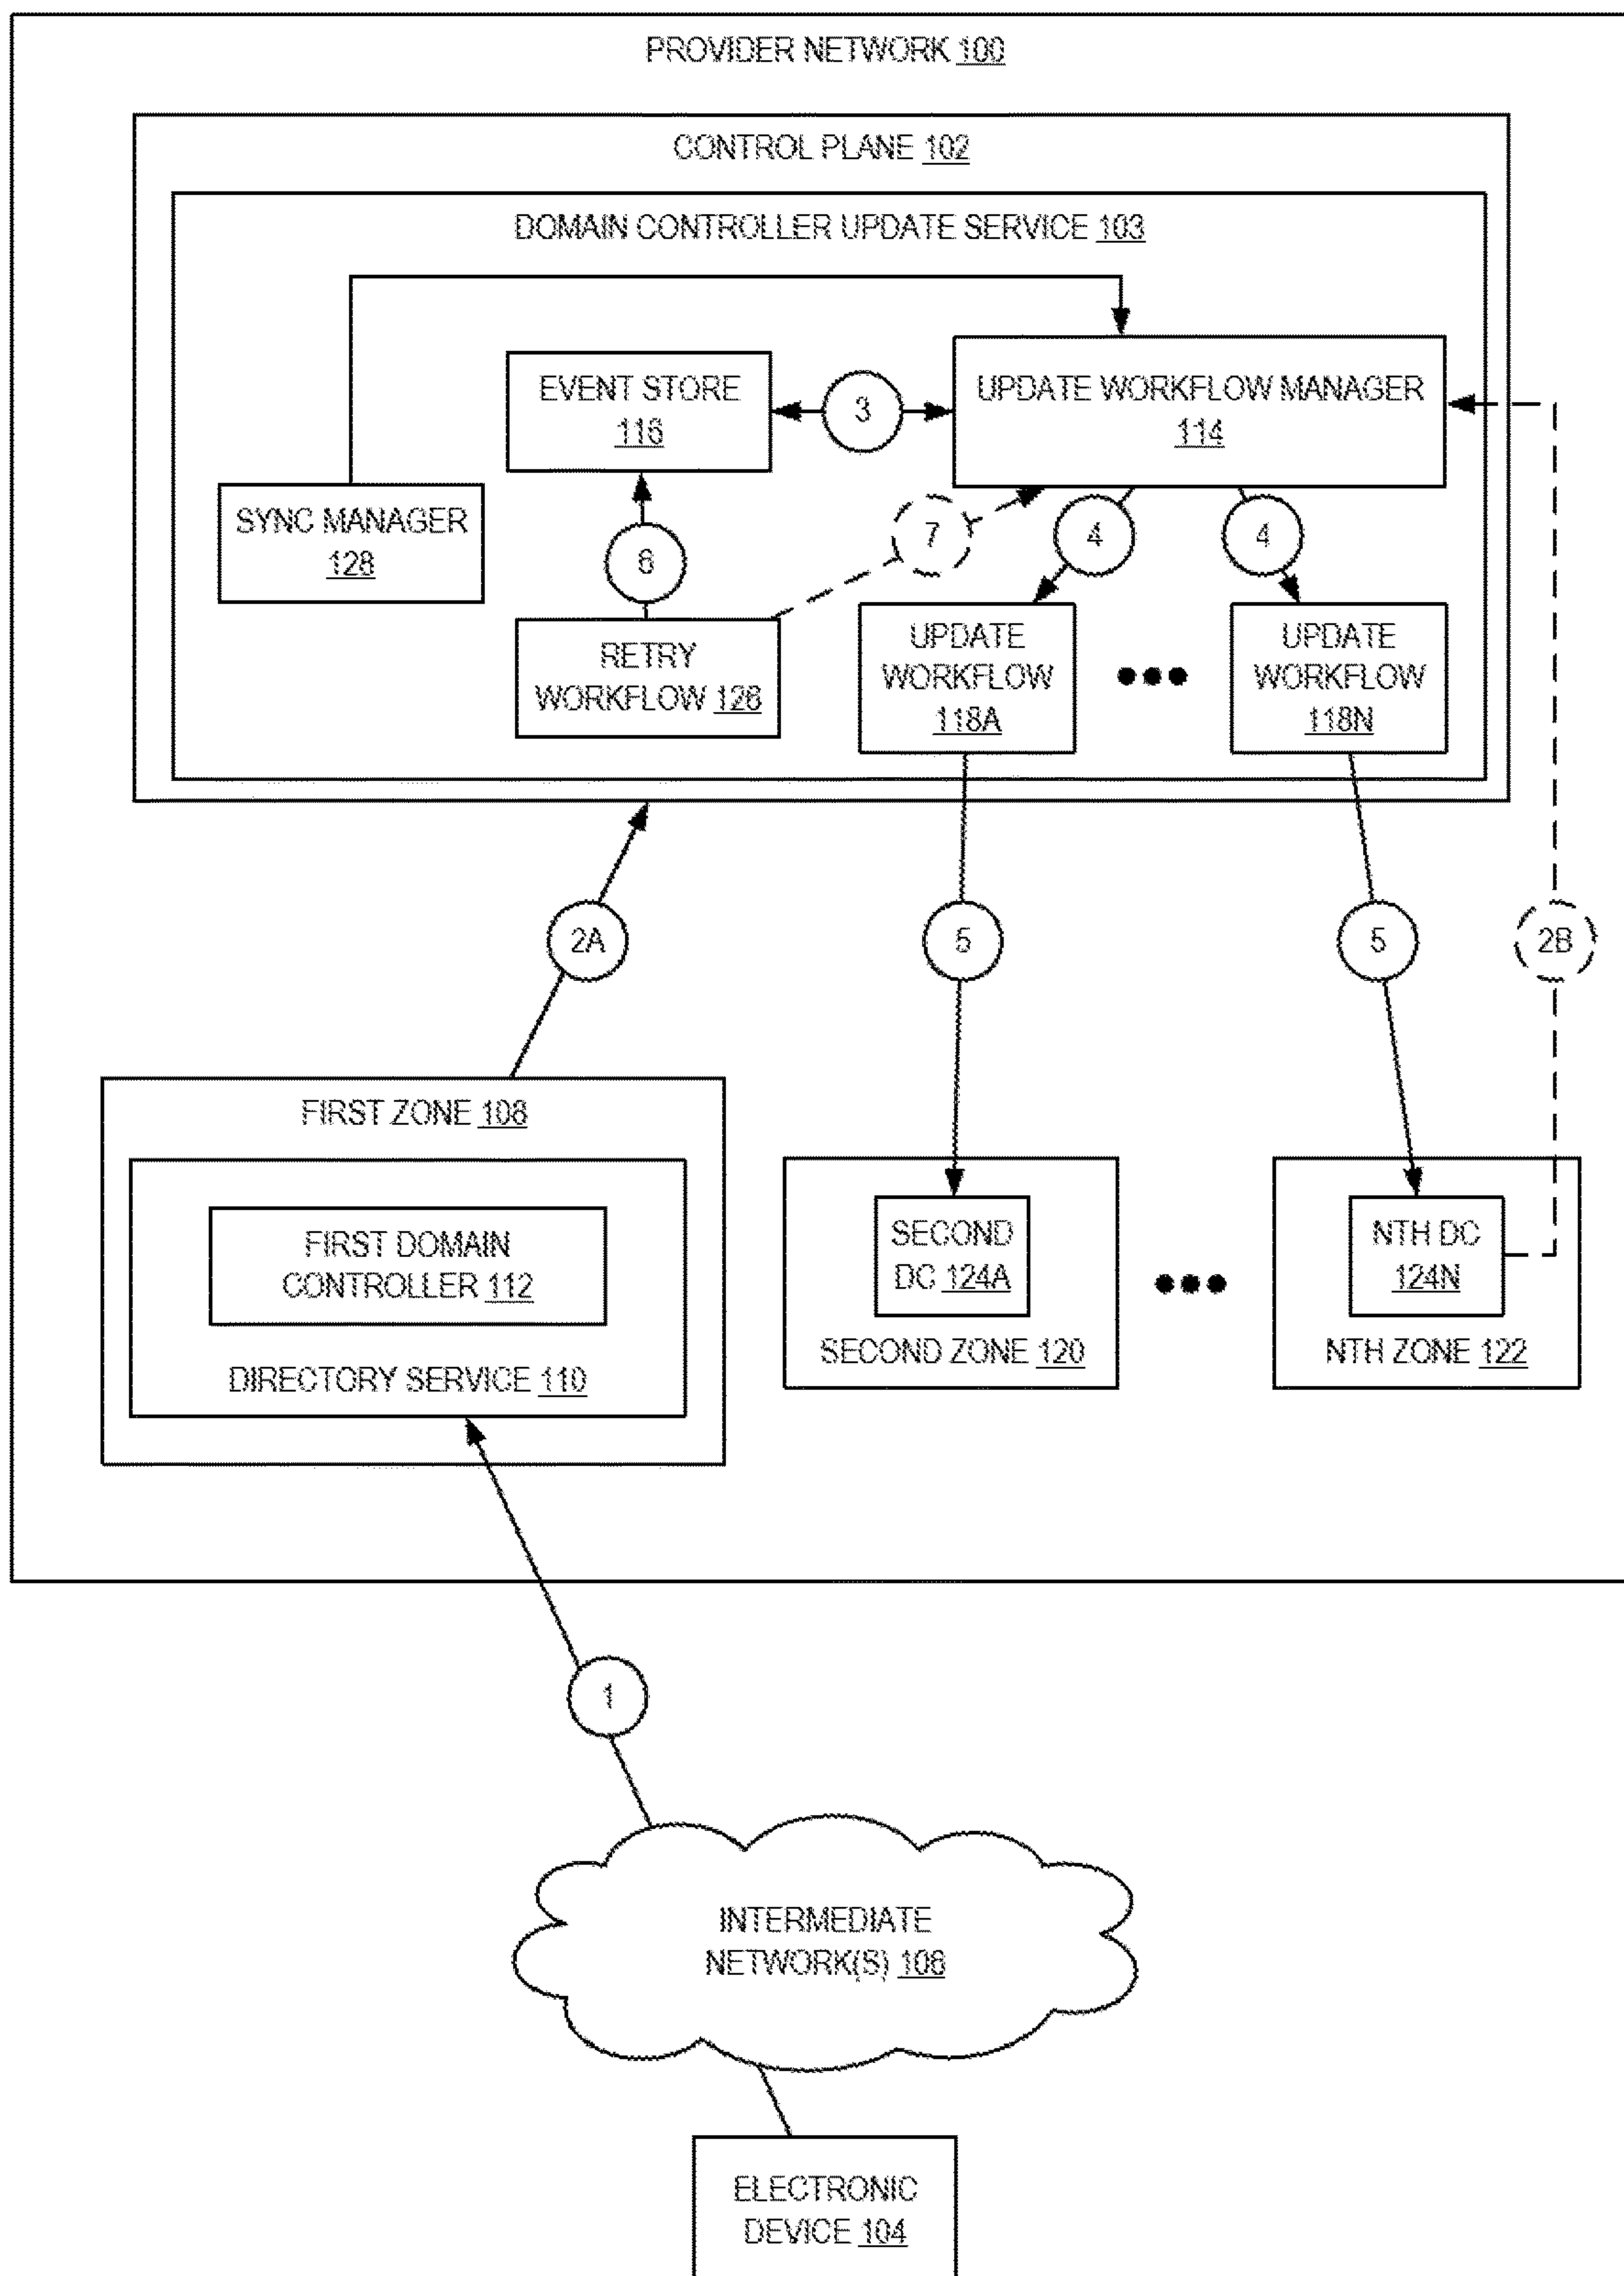 PROVIDER NETWORK 100
CONTROL PLANE 102
DOMAIN CONTROLLER UPDATE SERVICE 103
EVENT STORE
116
3
UPDATE WORKFLOW MANAGER
114
SYNC MANAGER
128
6
7
4
4
RETRY
WORKFLOW 126
UPDATE
WORKFLOW
118A
UPDATE
WORKFLOW
118N
2A
5
5
2B
FIRST ZONE 108
FIRST DOMAIN
CONTROLLER 112
DIRECTORY SERVICE 110
SECOND
DC 124A
SECOND ZONE 120
NTH DC
124N
NTH ZONE 122
1
INTERMEDIATE
NETWORK(S) 106
ELECTRONIC
DEVICE 104